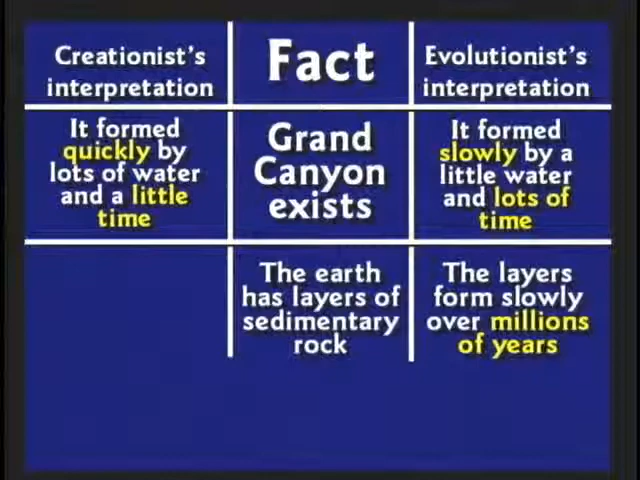 Creationist's
interpretation
Fact
Evolutionist's
interpretation
It formed
quickly by
lots of water
and a little
time
Grand
Canyon
exists
It formed
slowly by a
little water
and lots of
time
The earth
has layers of
sedimentary
rock
The layers
form slowly
over millions
of years